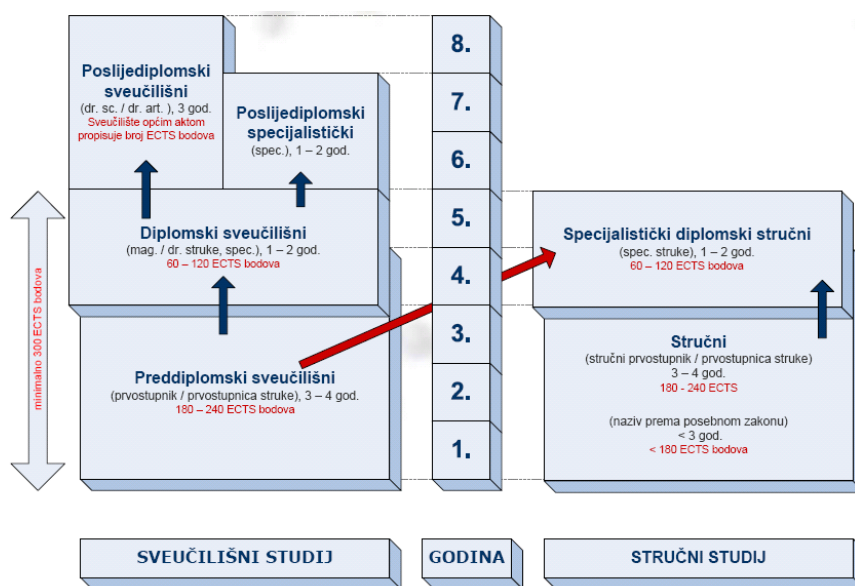 Poslijediplomski
sveučilišni
(dr. sc. / dr. art. ), 3 god.
Sveučilište općim aktom
propisuje broj ECTS bodova
Poslijediplomski
specijalistički
(spec.), 1 – 2 god.
Diplomski sveučilišni
(mag. / dr. struke, spec.), 1 – 2 god.
60 – 120 ECTS bodova
Preddiplomski sveučilišni
(prvostupnik / prvostupnica struke), 3 – 4 god.
180 – 240 ECTS bodova
minimalno 300 ECTS bodova
8.
7.
6.
5.
4.
3.
2.
1.
Specijalistički diplomski stručni
(spec. struke), 1 – 2 god.
60 – 120 ECTS bodova
Stručni
(stručni prvostupnik / prvostupnica struke)
3 – 4 god.
180 - 240 ECTS
(naziv prema posebnom zakonu)
< 3 god.
< 180 ECTS bodova
SVEUČILIŠNI STUDIJ
GODINA
STRUČNI STUDIJ